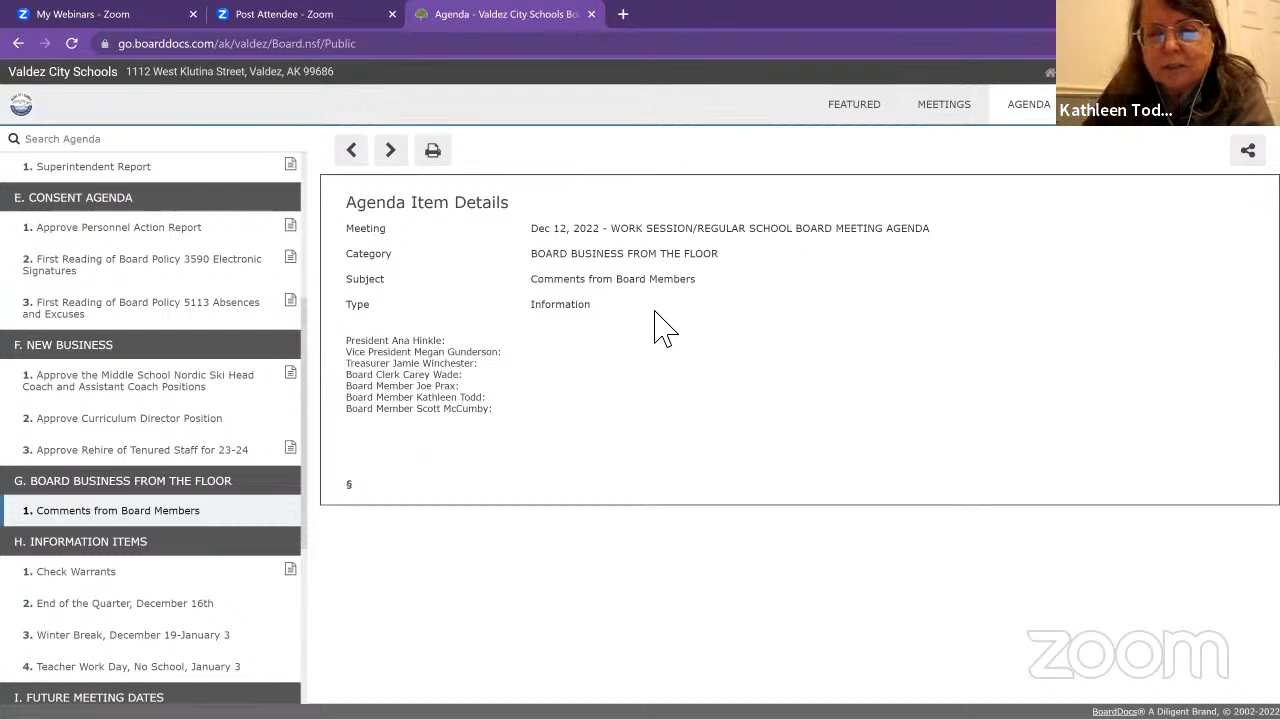 My Webinars - Zoom
Post Attendee - Zoom
Agenda - Valdez City Schools Bo
go.boarddocs.com/ak/valdez/Board.nsf/Public
Valdez City Schools 1112 West Klutina Street, Valdez, AK 99686
FEATURED MEETINGS AGENDA
Kathleen Tod...
Search Agenda
1. Superintendent Report
E. CONSENT AGENDA
1. Approve Personnel Action Report
2. First Reading of Board Policy 3590 Electronic
Signatures
3. First Reading of Board Policy 5113 Absences
and Excuses
F. NEW BUSINESS
1. Approve the Middle School Nordic Ski Head
Coach and Assistant Coach Positions
2. Approve Curriculum Director Position
3. Approve Rehire of Tenured Staff for 23-24
G. BOARD BUSINESS FROM THE FLOOR
1. Comments from Board Members
H. INFORMATION ITEMS
1. Check Warrants
2. End of the Quarter, December 16th
3. Winter Break, December 19-January 3
4. Teacher Work Day, No School, January 3
I. FUTURE MEETING DATES
Agenda Item Details
Meeting Dec 12, 2022 - WORK SESSION/REGULAR SCHOOL BOARD MEETING AGENDA
Category BOARD BUSINESS FROM THE FLOOR
Subject Comments from Board Members
Type Information
President Ana Hinkle:
Vice President Megan Gunderson:
Treasurer Jamie Winchester:
Board Clerk Carey Wade:
Board Member Joe Prax:
Board Member Kathleen Todd:
Board Member Scott McCumby:
§
zoom
BoardDocs® A Diligent Brand, © 2002-2022